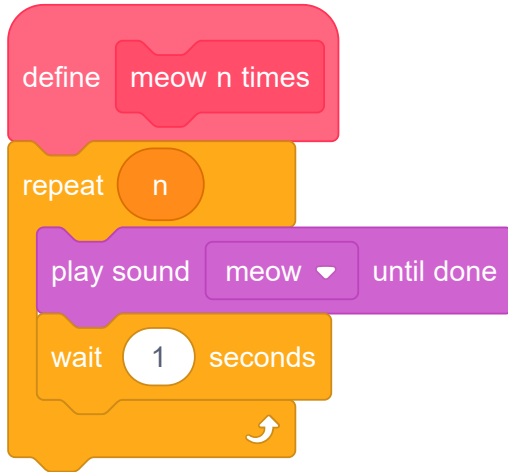 define meow n times
repeat n
play sound meow until done
wait 1 seconds